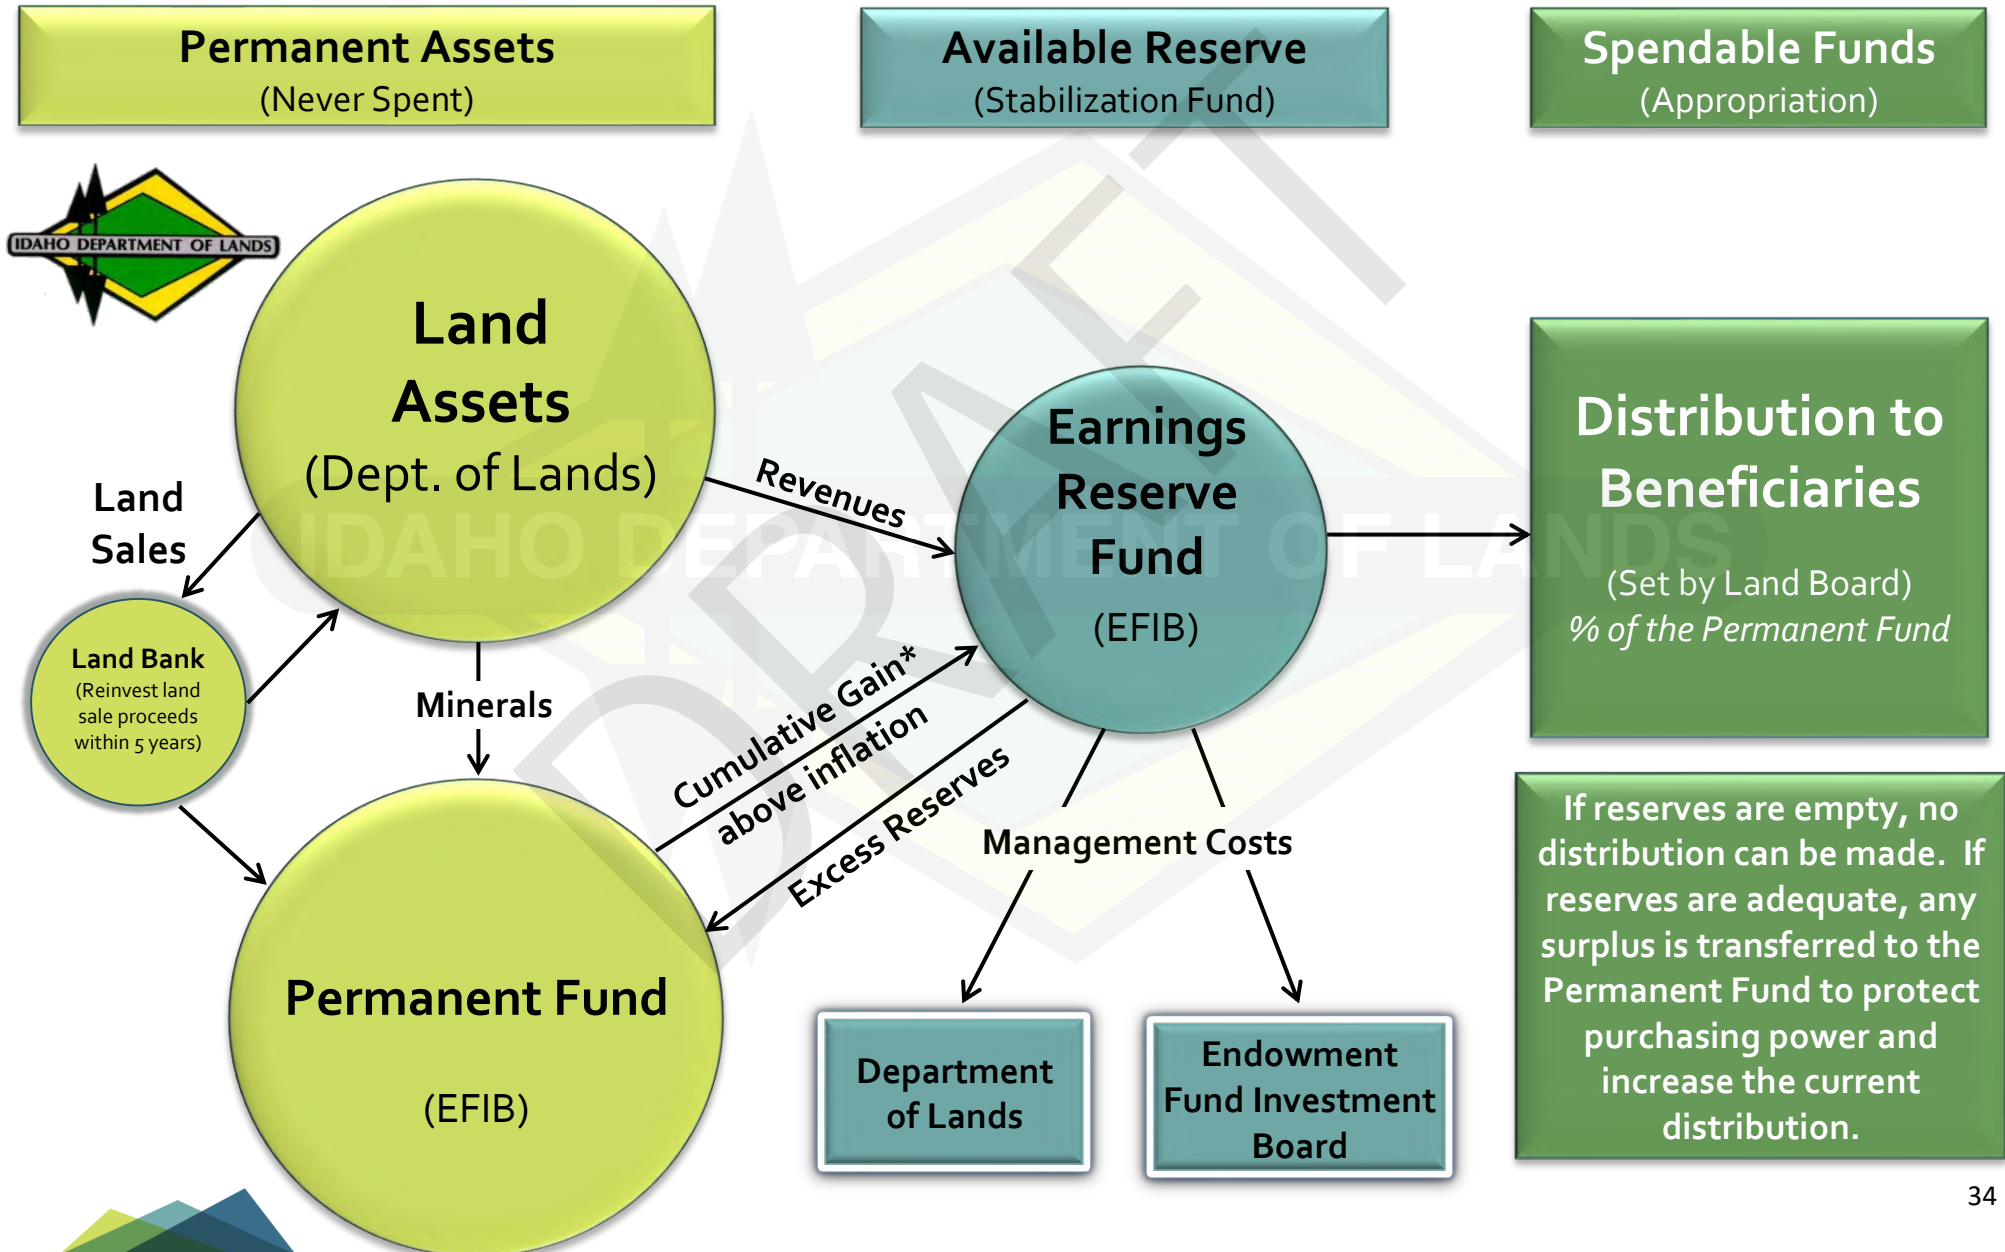 Permanent Assets
(Never Spent)
Available Reserve
(Stabilization Fund)
Spendable Funds
(Appropriation)
IDAHO DEPARTMENT OF LANDS
Land
Assets
(Dept. of Lands)
Land
Sales
Land Bank
(Reinvest land
sale proceeds
within 5 years)
Minerals
Permanent Fund
(EFIB)
Revenues
Cumulative Gain*
above inflation
Excess Reserves
Earnings
Reserve
Fund
(EFIB)
Management Costs
Department
of Lands
Endowment
Fund Investment
Board
Distribution to
Beneficiaries
(Set by Land Board)
% of the Permanent Fund
If reserves are empty, no
distribution can be made. If
reserves are adequate, any
surplus is transferred to the
Permanent Fund to protect
purchasing power and
increase the current
distribution.
IDAHO DEPARTMENT OF LANDS
DRAFT
34